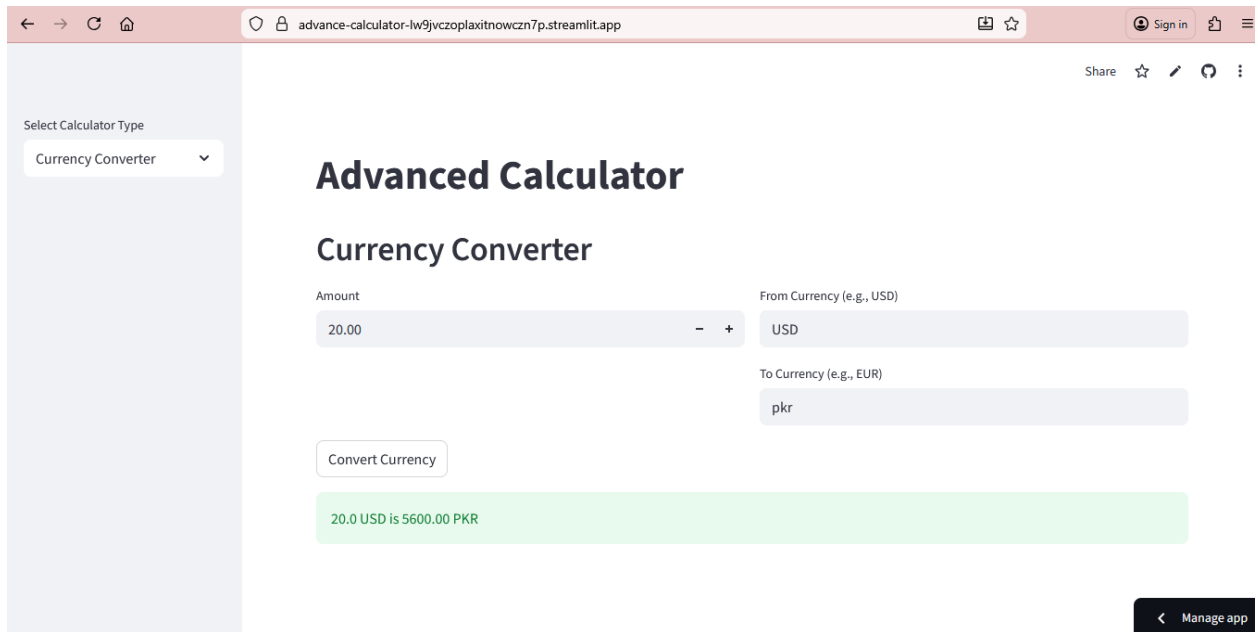 advance-calculator-lw9jvczoplaxitnowczn7p.streamlit.app
Sign in
Share
Select Calculator Type
Currency Converter
Advanced Calculator
Currency Converter
Amount
From Currency (e.g., USD)
20.00
USD
To Currency (e.g., EUR)
pkr
Convert Currency
20.0 USD is 5600.00 PKR
Manage app